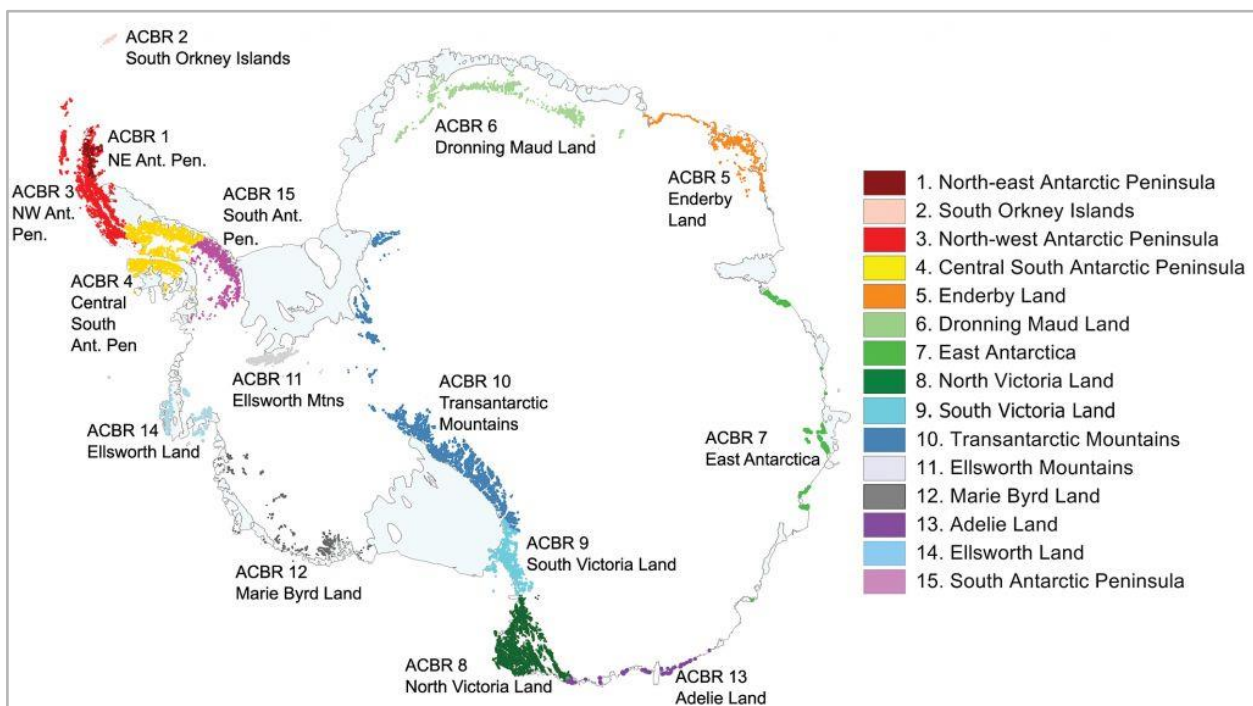 ACBR 2
South Orkney Islands
ACBR 1
NE Ant. Pen.
ACBR 3
NW Ant.
Pen.
ACBR 15
South Ant.
Pen.
ACBR 6
Dronning Maud Land
ACBR 5
Enderby
Land
ACBR 4
Central
South
Ant. Pen
ACBR 11
Ellsworth Mtns
ACBR 10
Transantarctic
Mountains
ACBR 14
Ellsworth Land
ACBR 7
East Antarctica
ACBR 12
Marie Byrd Land
ACBR 9
South Victoria Land
ACBR 8
North Victoria Land
ACBR 13
Adelie Land
1. North-east Antarctic Peninsula
2. South Orkney Islands
3. North-west Antarctic Peninsula
4. Central South Antarctic Peninsula
5. Enderby Land
6. Dronning Maud Land
7. East Antarctica
8. North Victoria Land
9. South Victoria Land
10. Transantarctic Mountains
11. Ellsworth Mountains
12. Marie Byrd Land
13. Adelie Land
14. Ellsworth Land
15. South Antarctic Peninsula